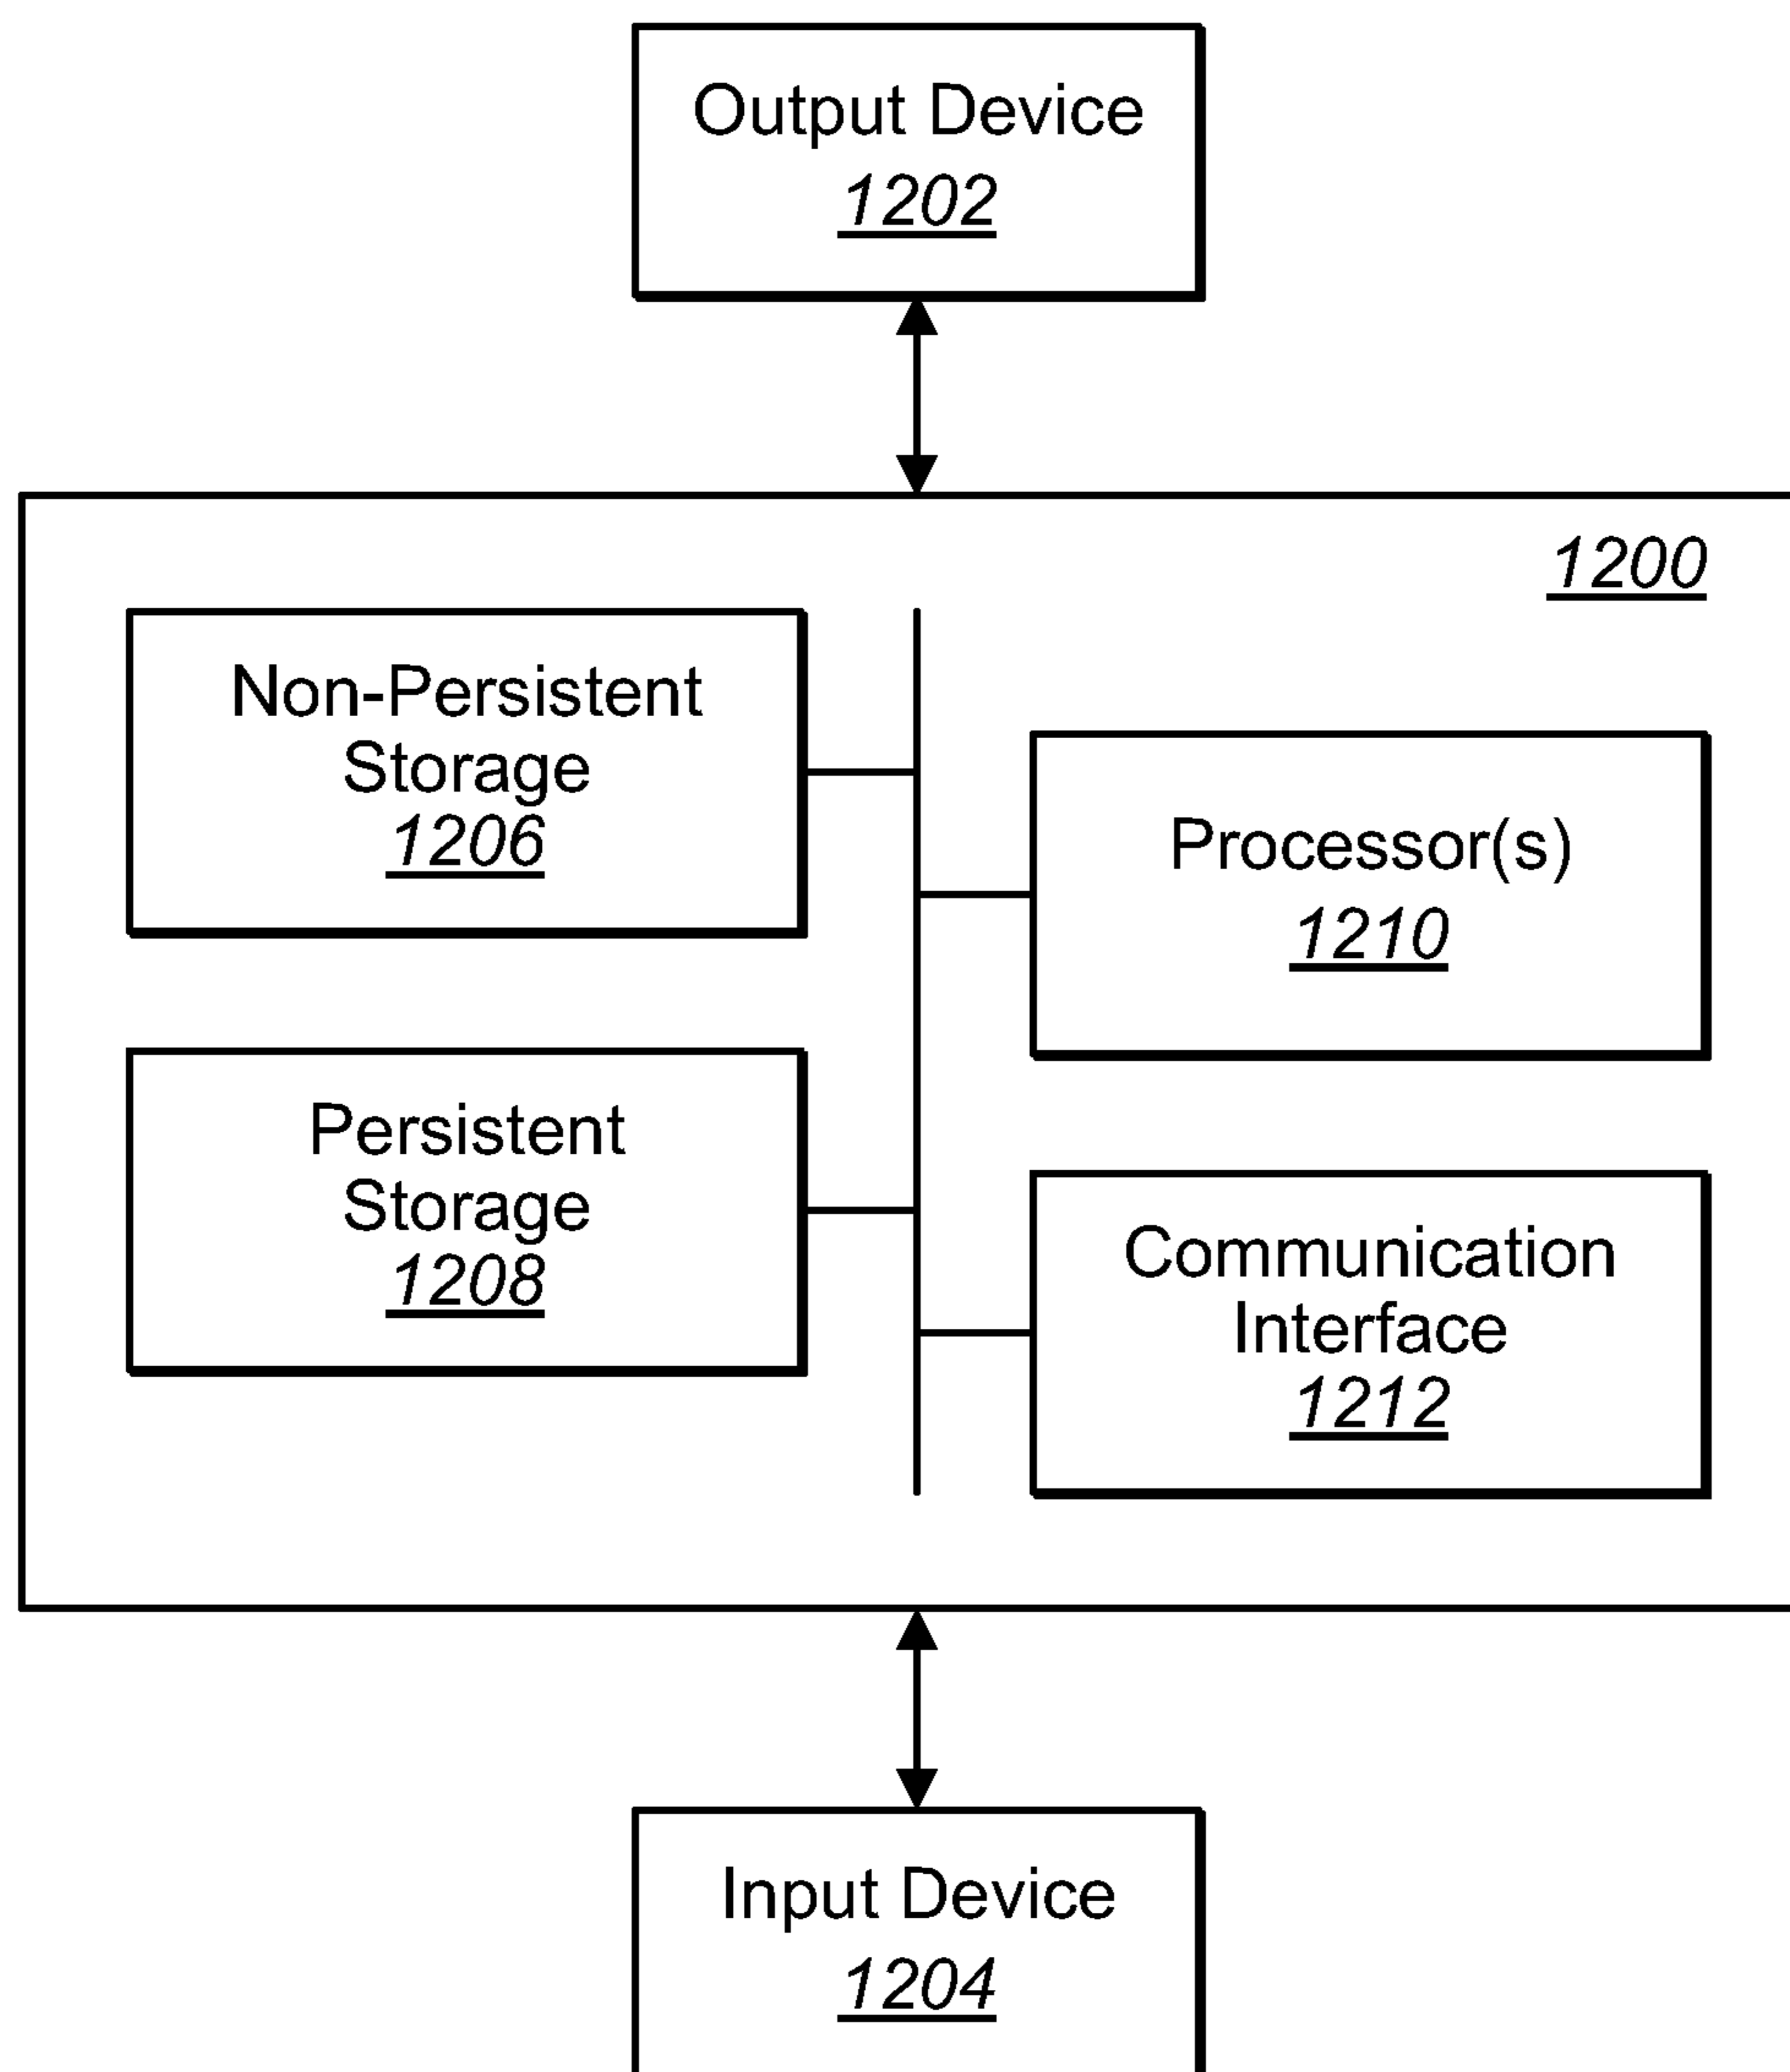 Output Device
1202
1200
Non-Persistent
Storage
1206
Processor(s)
1210
Persistent
Storage
1208
Communication
Interface
1212
Input Device
1204